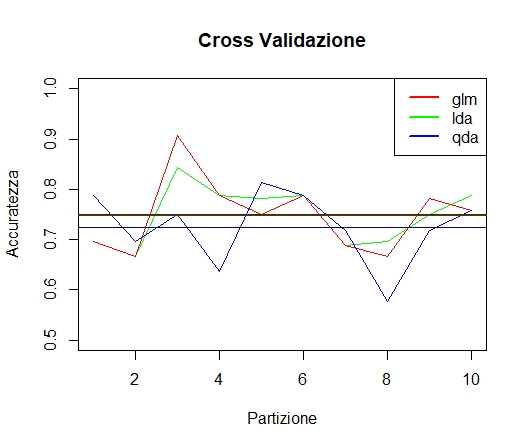 Cross Validazione
glm
lda
qda
Accuratezza
1.0
0.9
0.8
0.7
0.6
0.5
2
4
6
8
10
Partizione